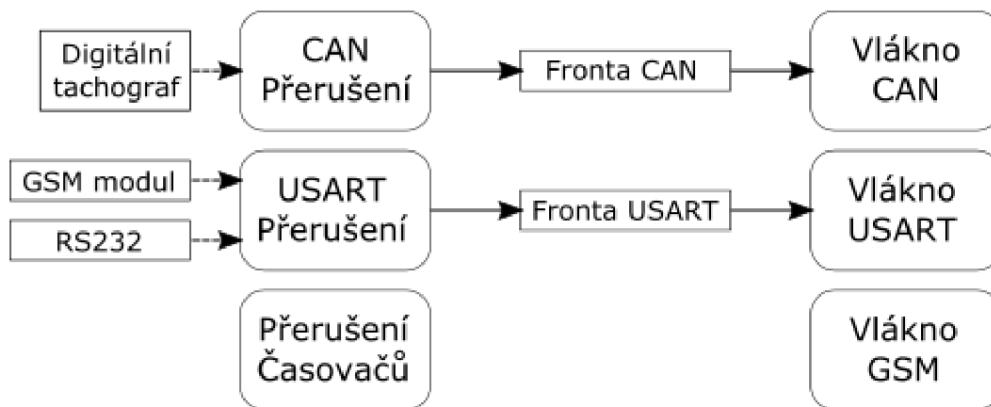 Digitální
tachograf
CAN
Přerušení
Fronta CAN
Vlákno
CAN
GSM modul
RS232
USART
Přerušení
Fronta USART
Vlákno
USART
Přerušení
Časovačů
Vlákno
GSM